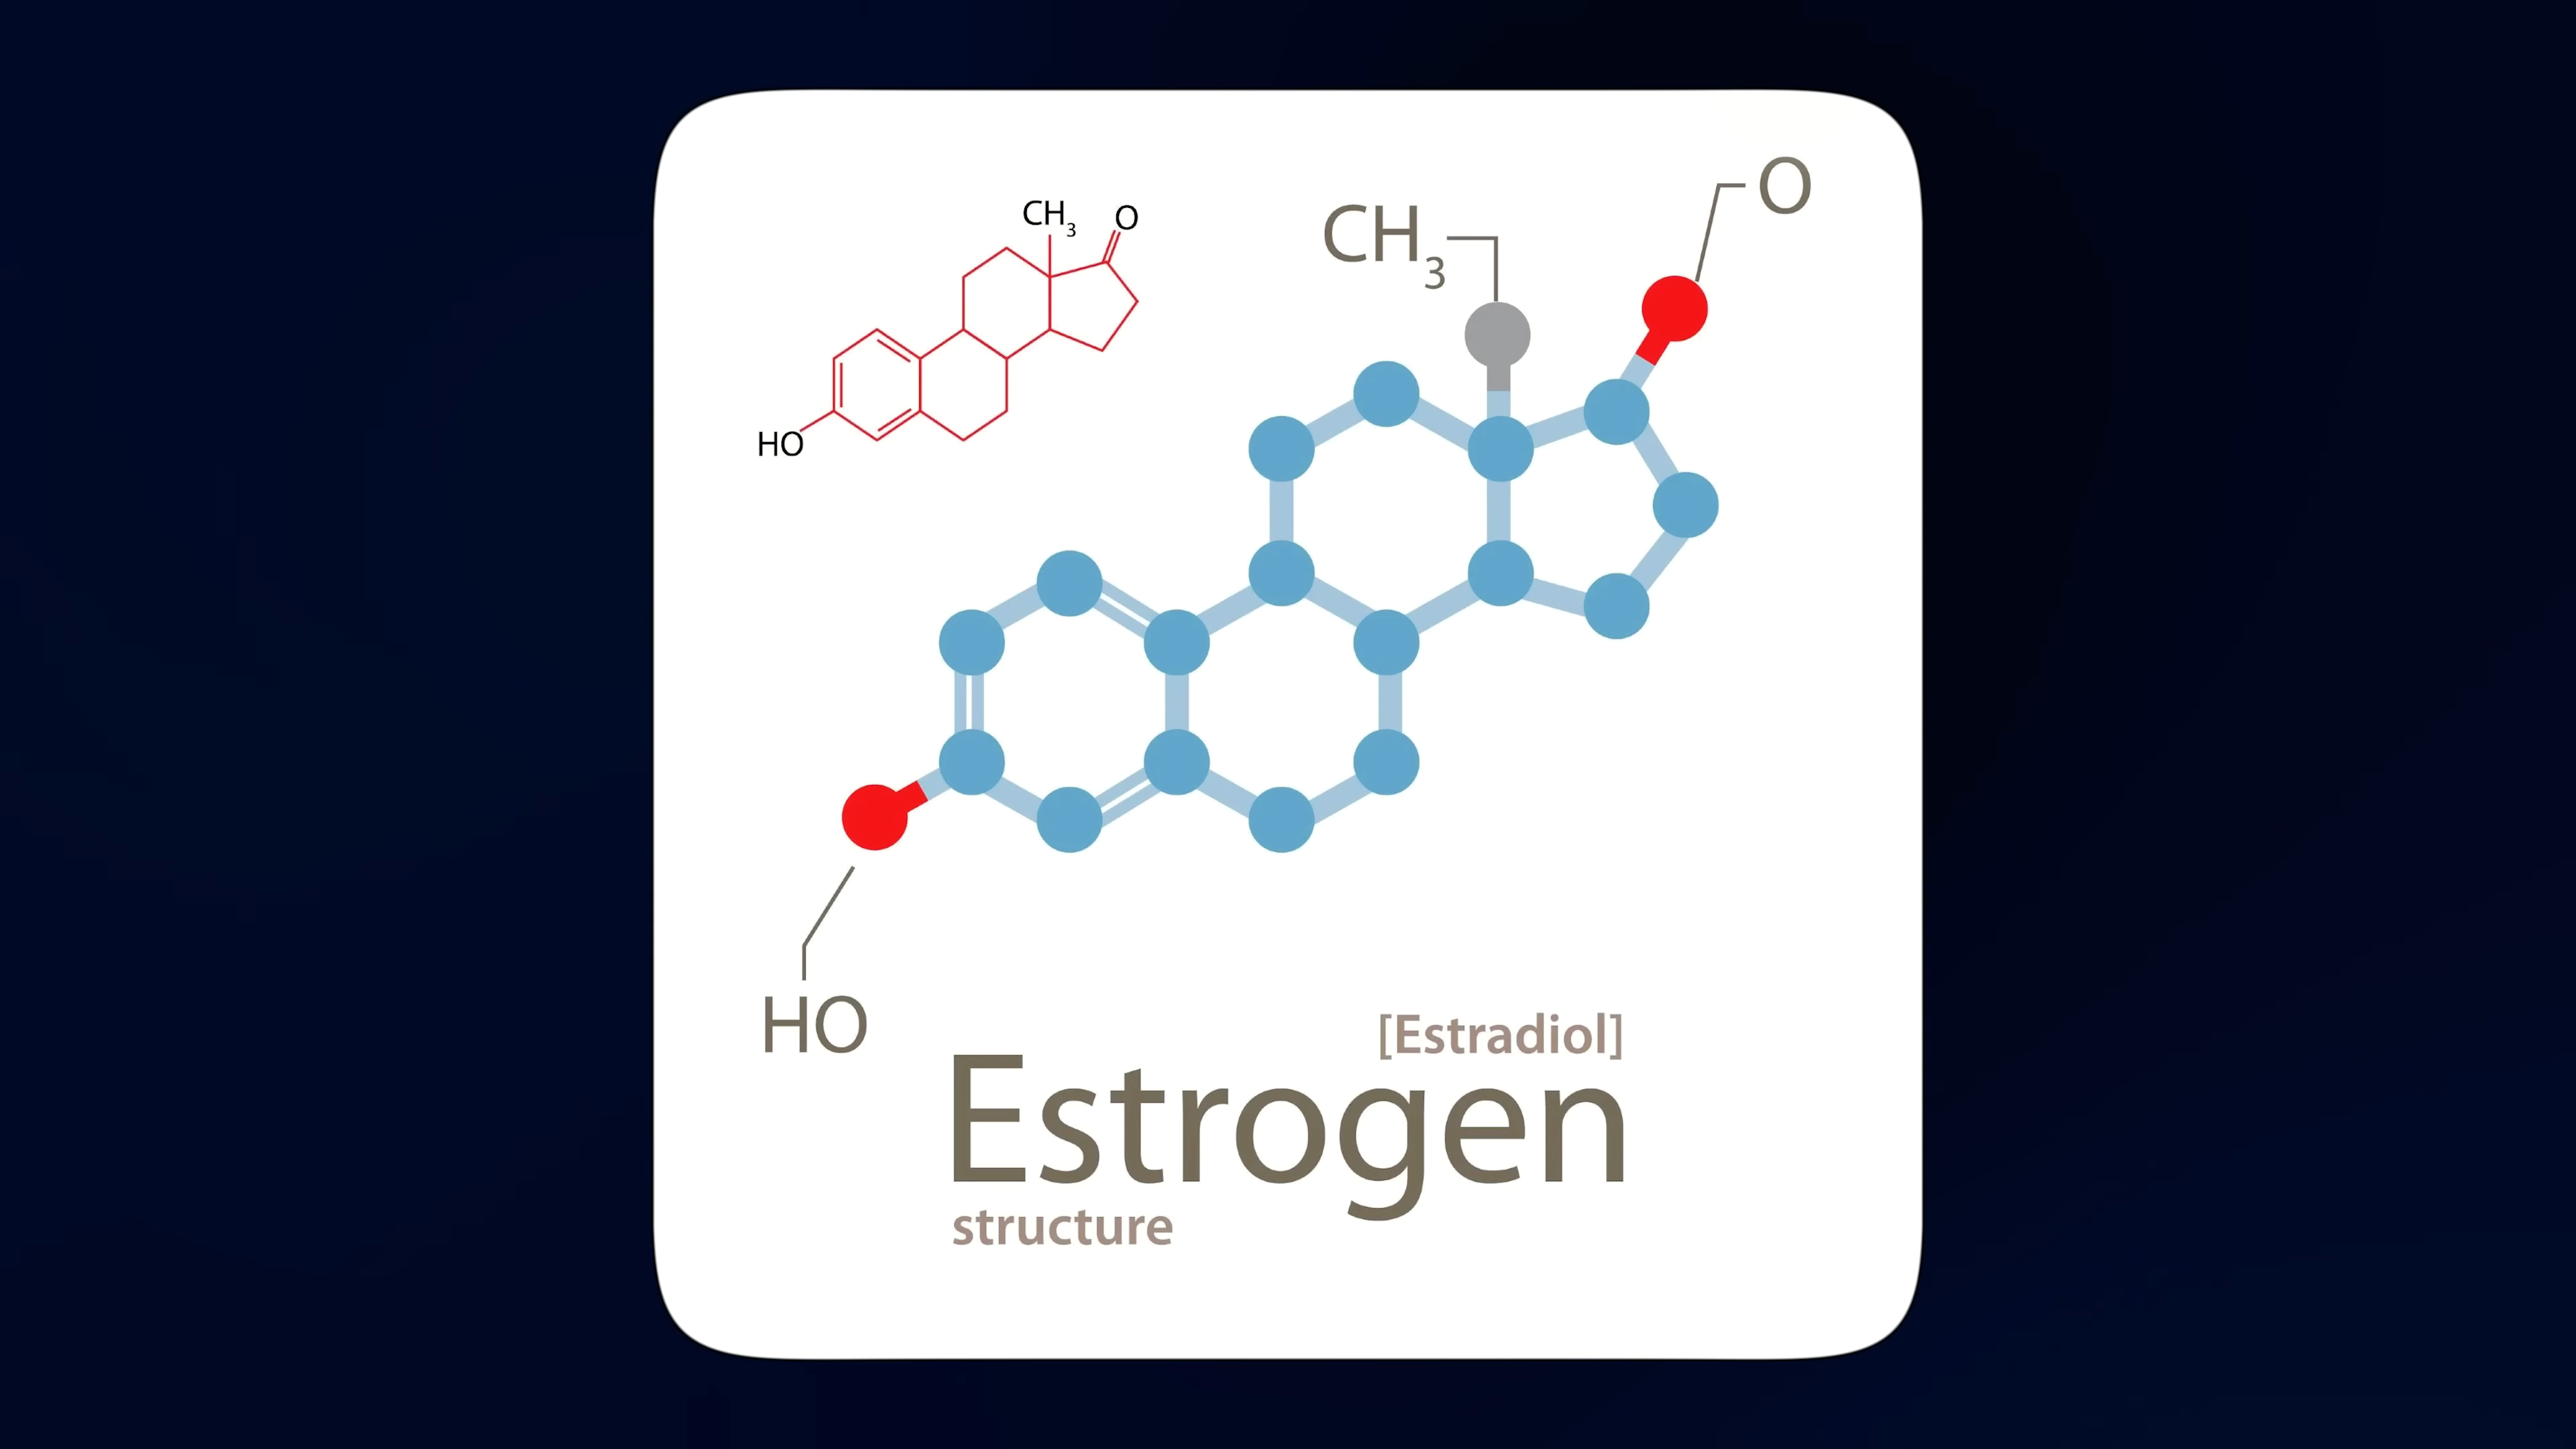 CH3
O
HO
CH3
O
HO
[Estradiol]
Estrogen
structure